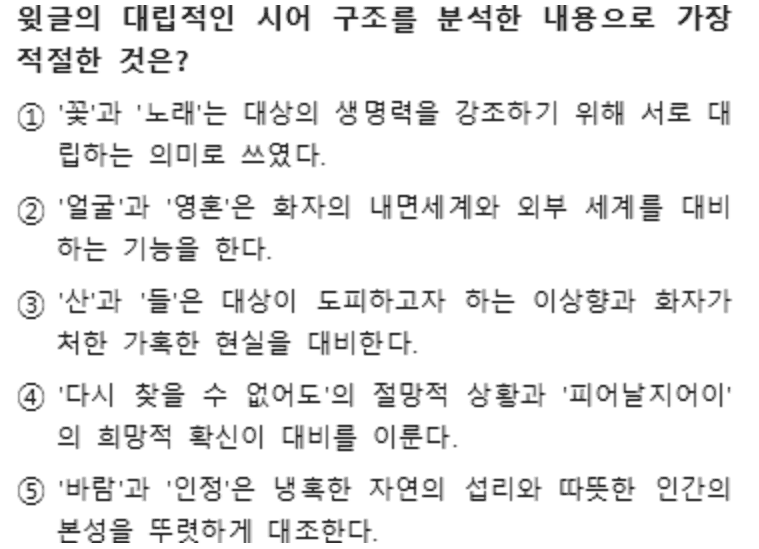 윗글의 대립적인 시어 구조를 분석한 내용으로 가장
적절한 것은?
① '꽃'과 '노래'는 대상의 생명력을 강조하기 위해 서로 대
립하는 의미로 쓰였다.
② '얼굴'과 '영혼'은 화자의 내면세계와 외부 세계를 대비
하는 기능을 한다.
③ '산'과 '들'은 대상이 도피하고자 하는 이상향과 화자가
처한 가혹한 현실을 대비한다.
④ '다시 찾을 수 없어도'의 절망적 상황과 '피어날지어이'
의 희망적 확신이 대비를 이룬다.
⑤ '바람'과 '인정'은 냉혹한 자연의 섭리와 따뜻한 인간의
본성을 뚜렷하게 대조한다.